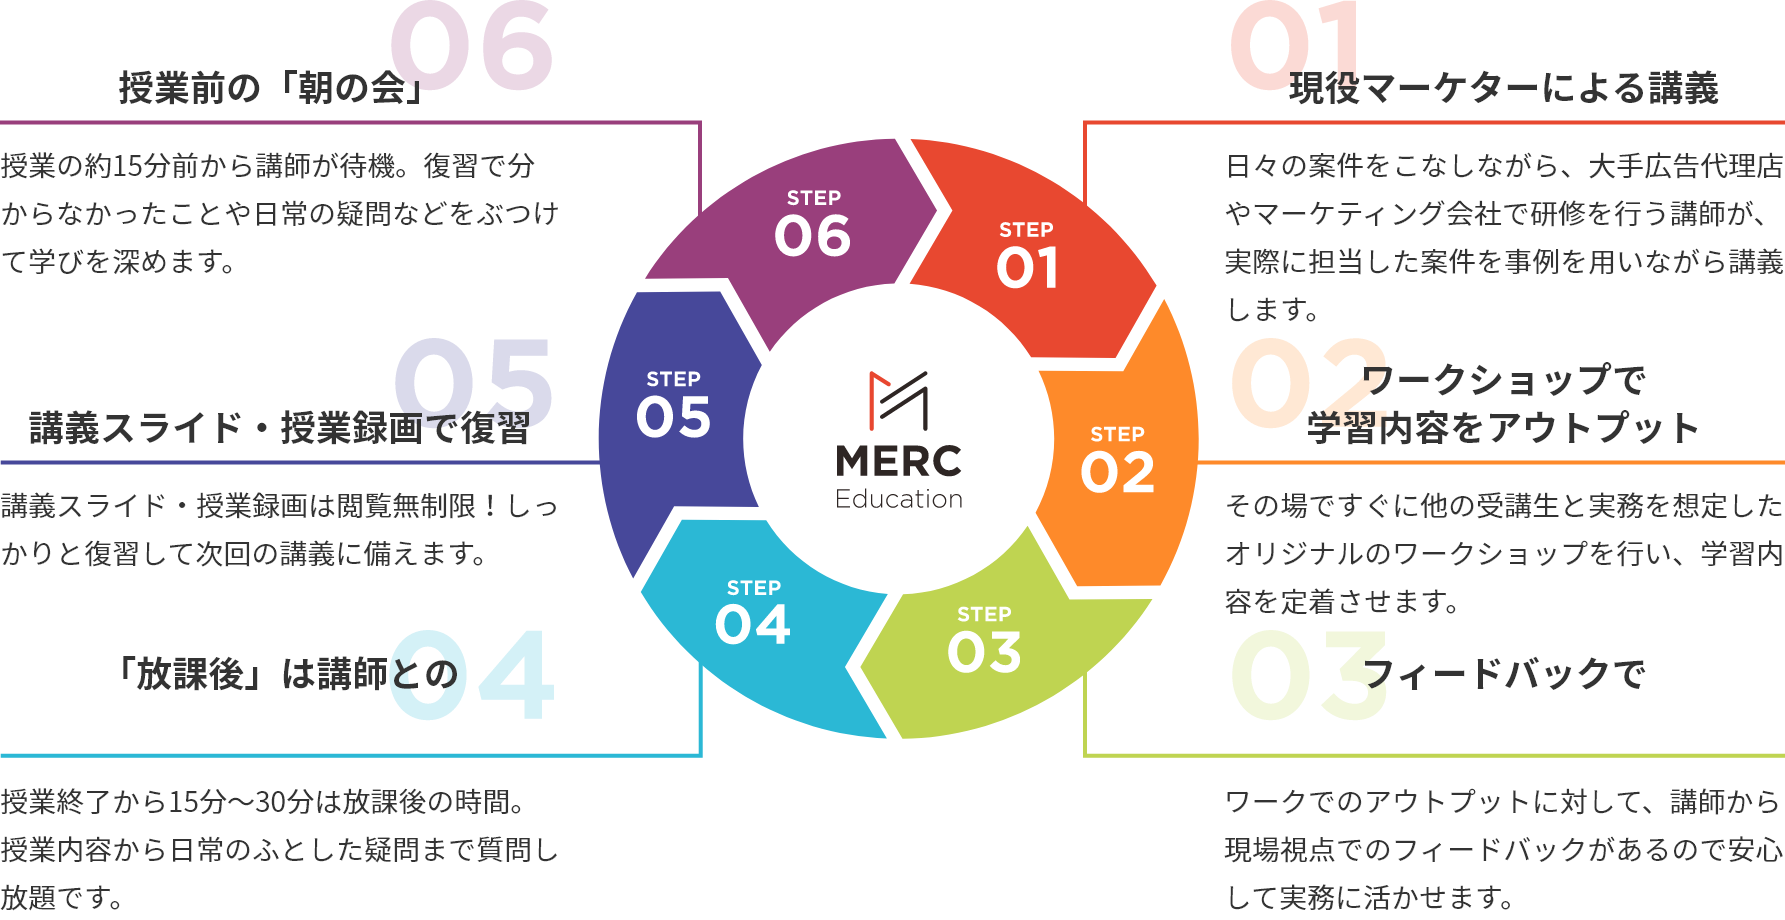 01
現役マーケターによる講義
日々の案件をこなしながら、大手広告代理店
やマーケティング会社で研修を行う講師が、
実際に担当した案件を事例を用いながら講義
します。
02
ワークショップで
学習内容をアウトプット
その場ですぐに他の受講生と実務を想定した
オリジナルのワークショップを行い、学習内
容を定着させます。
03
フィードバックで
ワークでのアウトプットに対して、講師から
現場視点でのフィードバックがあるので安心
して実務に活かせます。
04
「放課後」は講師との
授業終了から15分〜30分は放課後の時間。
授業内容から日常のふとした疑問まで質問し
放題です。
05
講義スライド・授業録画で復習
講義スライド・授業録画は閲覧無制限！しっ
かりと復習して次回の講義に備えます。
06
授業前の「朝の会」
授業の約15分前から講師が待機。復習で分
からなかったことや日常の疑問などをぶつけ
て学びを深めます。
STEP
01
STEP
02
STEP
03
STEP
04
STEP
05
STEP
06
MERC
Education